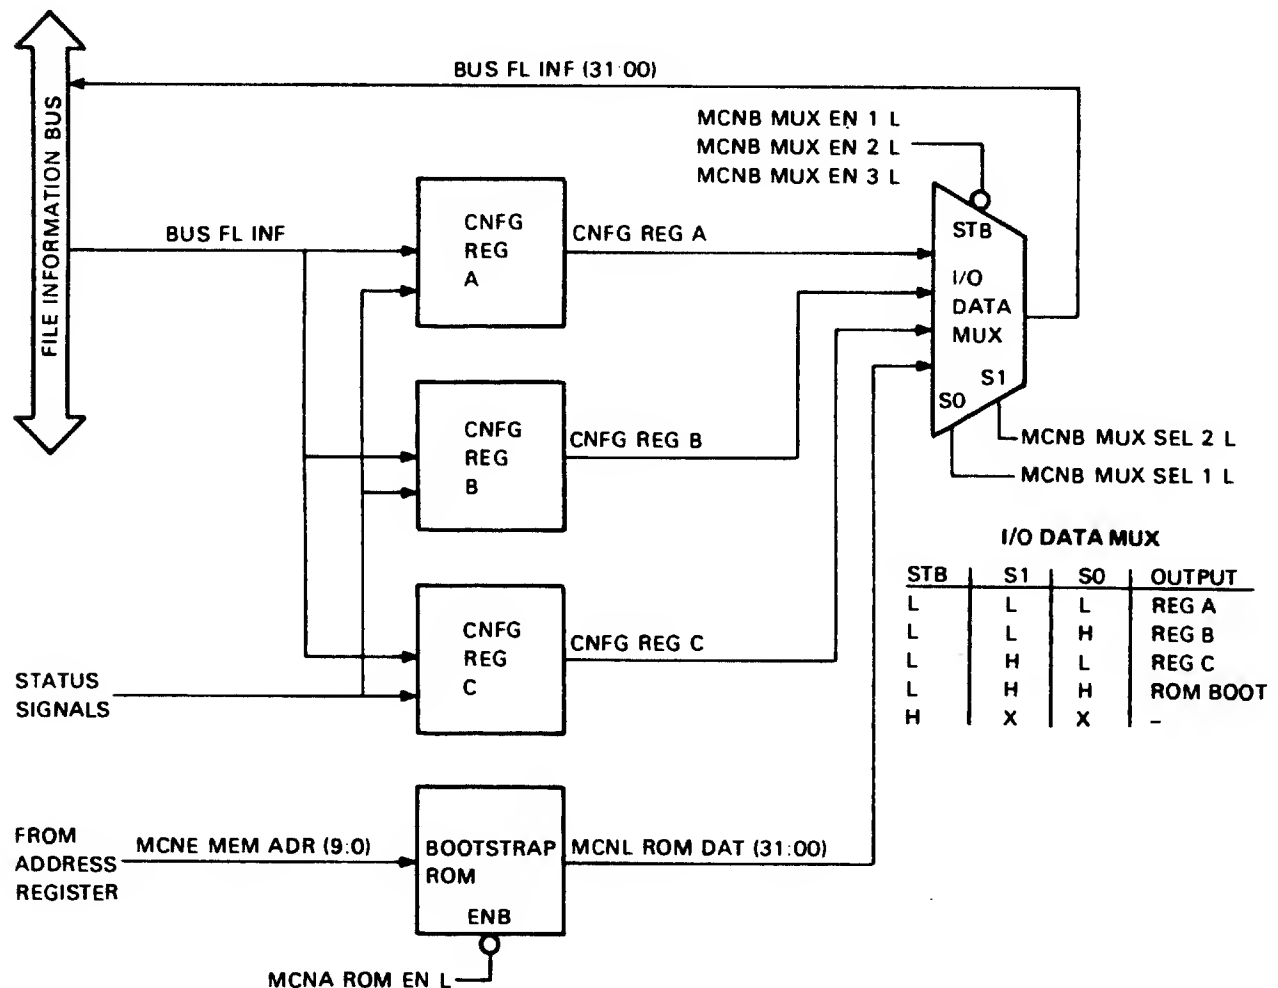 BUS FL INF (31:00)
FILE INFORMATION BUS
MCNB MUX EN 1 L
MCNB MUX EN 2 L
MCNB MUX EN 3 L
BUS FL INF
CNFG
REG
A
CNFG REG A
STB
I/O
DATA
MUX
S1
S0
CNFG
REG
B
CNFG REG B
MCNB MUX SEL 2 L
MCNB MUX SEL 1 L
I/O DATA MUX
STB S1 S0 OUTPUT
L L L REG A
L L H REG B
L H L REG C
L H H ROM BOOT
H X X –
CNFG
REG
C
CNFG REG C
STATUS
SIGNALS
FROM
ADDRESS
REGISTER
MCNE MEM ADR (9:0)
BOOTSTRAP
ROM
ENB
MCNL ROM DAT (31:00)
MCNA ROM EN L